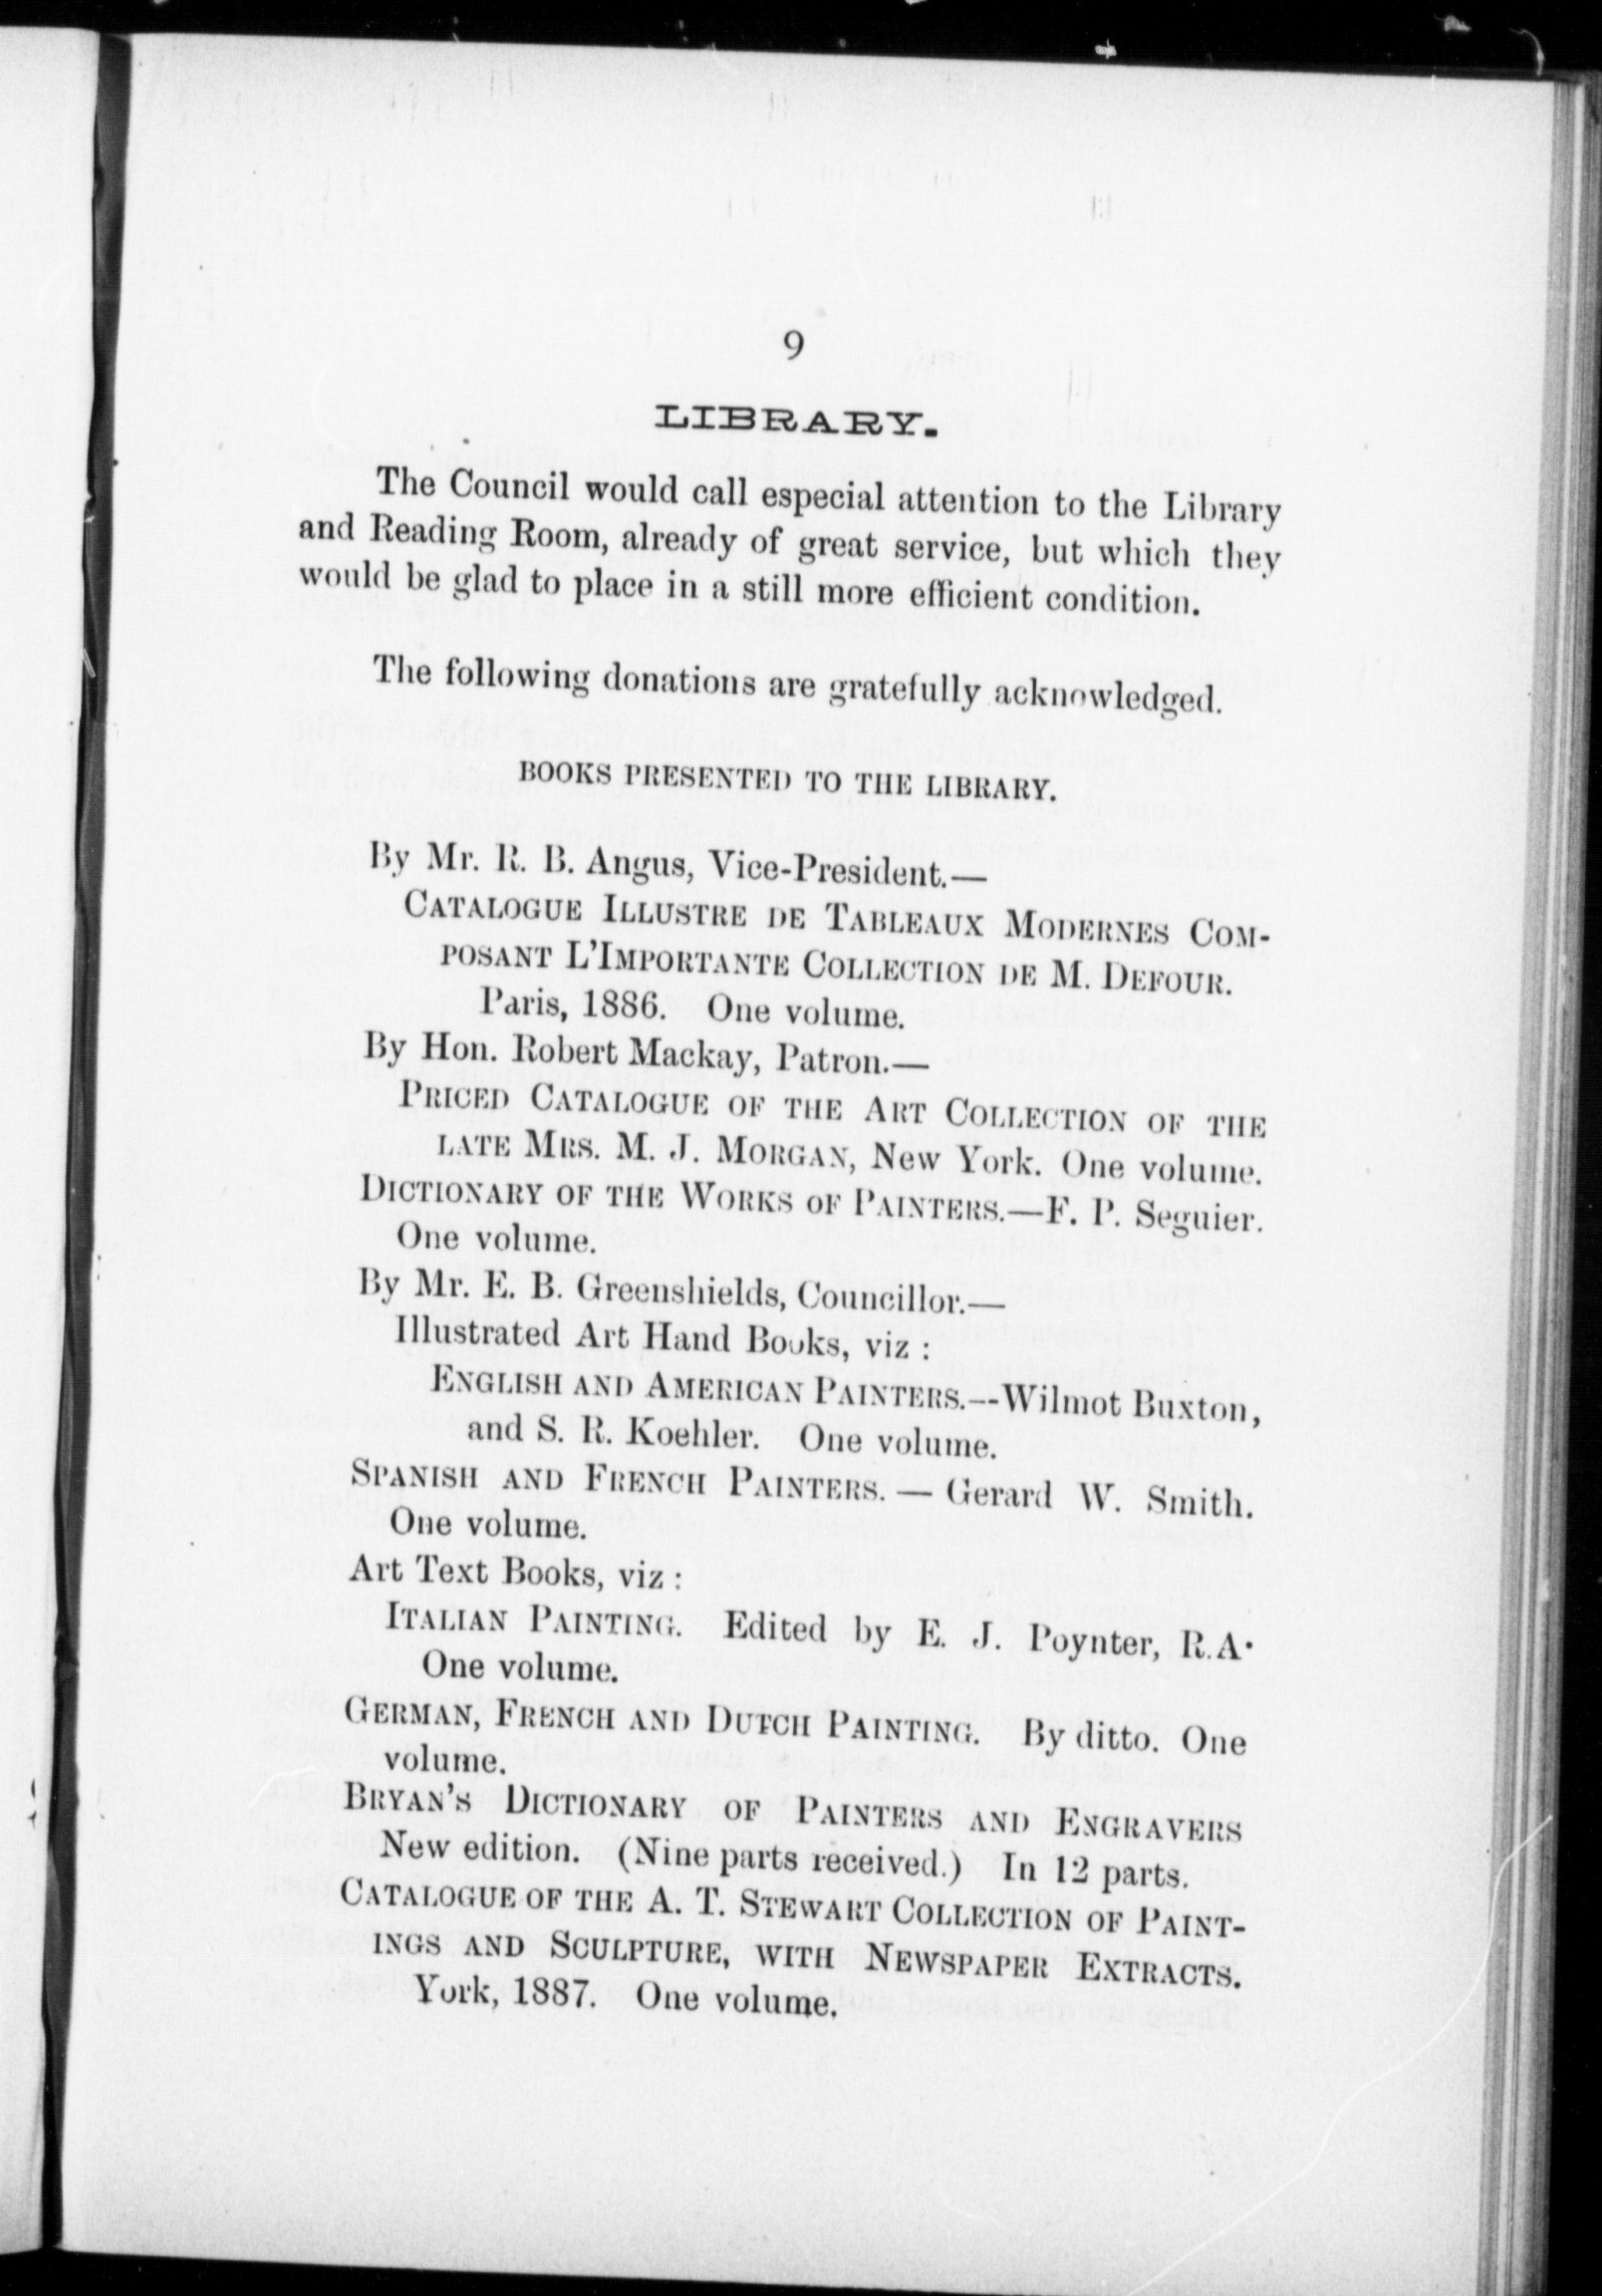 9
LIBRARY.
The Council would call especial attention to the Library
and Reading Room, already of great service, but which they
would be glad to place in a still more efficient condition.
The following donations are gratefully acknowledged.
BOOKS PRESENTED TO THE LIBRARY.
By Mr. R. B. Angus, Vice-President.—
CATALOGUE ILLUSTRE DE TABLEAUX MODERNES COM-
POSANT L'IMPORTANTE COLLECTION DE M. DEFOUR.
Paris, 1886. One volume.
By Hon. Robert Mackay, Patron.—
PRICED CATALOGUE OF THE ART COLLECTION OF THE
LATE MRS. M. J. MORGAN, New York. One volume.
DICTIONARY OF THE WORKS OF PAINTERS.—F. P. Seguier.
One volume.
By Mr. E. B. Greenshields, Councillor.—
Illustrated Art Hand Books, viz :
ENGLISH AND AMERICAN PAINTERS.--Wilmot Buxton,
and S. R. Koehler. One volume.
SPANISH AND FRENCH PAINTERS. — Gerard W. Smith.
One volume.
Art Text Books, viz :
ITALIAN PAINTING. Edited by E. J. Poynter, R.A.
One volume.
GERMAN, FRENCH AND DUTCH PAINTING. By ditto. One
volume.
BRYAN'S DICTIONARY OF PAINTERS AND ENGRAVERS
New edition. (Nine parts received.) In 12 parts.
CATALOGUE OF THE A. T. STEWART COLLECTION OF PAINT-
INGS AND SCULPTURE, WITH NEWSPAPER EXTRACTS.
York, 1887. One volume.